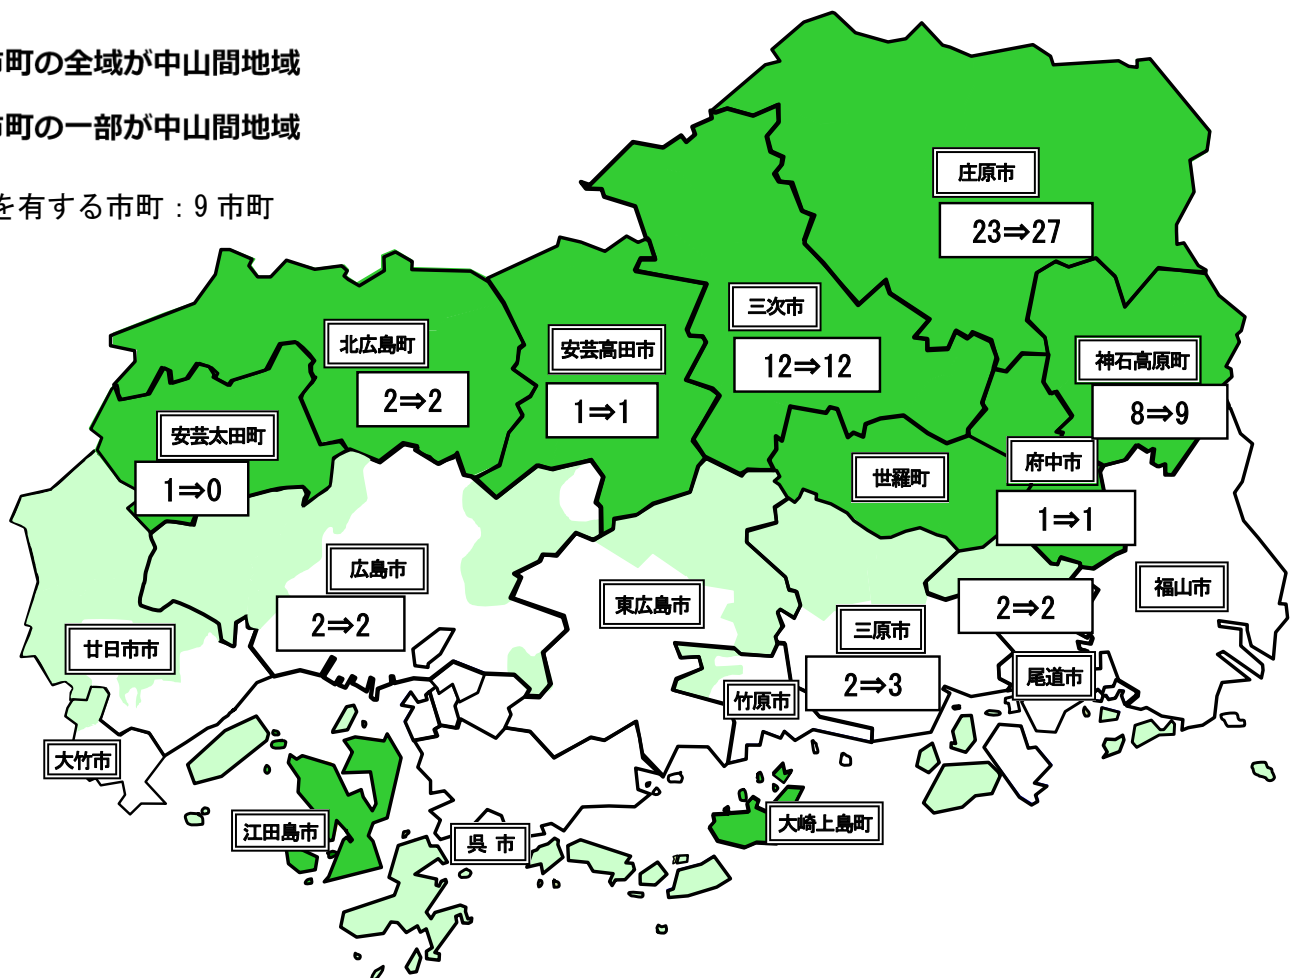 市町の全域が中山間地域
市町の一部が中山間地域
を有する市町：9 市町
庄原市
23⇒27
三次市
12⇒12
北広島町
2⇒2
安芸高田市
1⇒1
神石高原町
8⇒9
安芸太田町
1⇒0
世羅町
府中市
1⇒1
広島市
2⇒2
東広島市
三原市
2⇒3
2⇒2
尾道市
福山市
廿日市市
竹原市
大竹市
江田島市
呉 市
大崎上島町